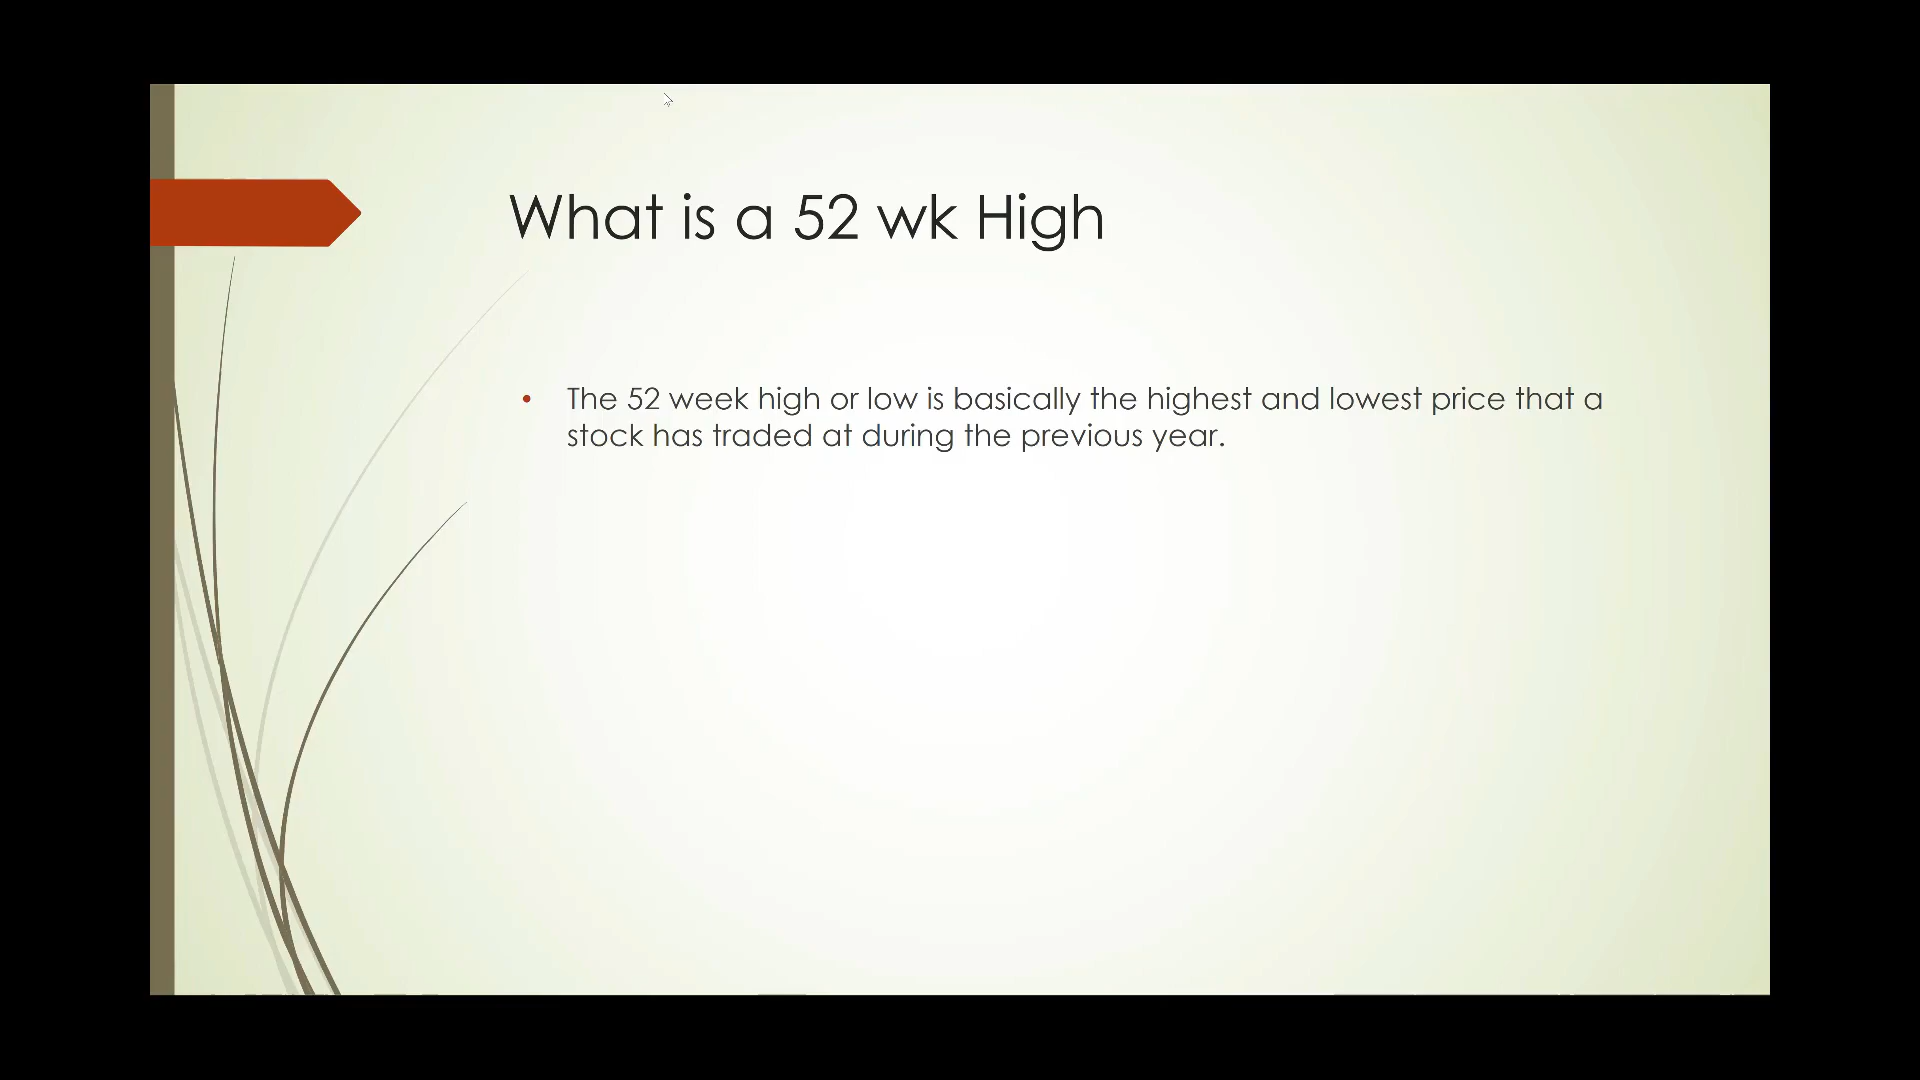 What is a 52 wk High
• The 52 week high or low is basically the highest and lowest price that a
stock has traded at during the previous year.